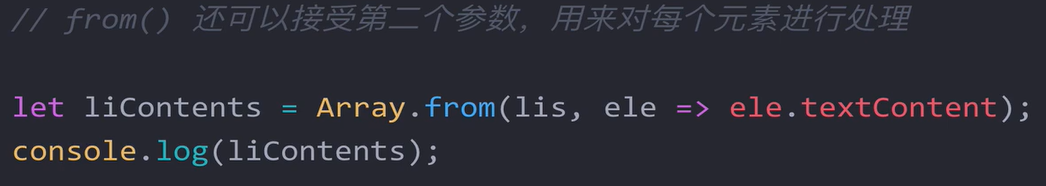 // from() 还可以接受第二个参数，用来对每个元素进行处理
let liContents = Array.from(lis, ele => ele.textContent);
console.log(liContents);